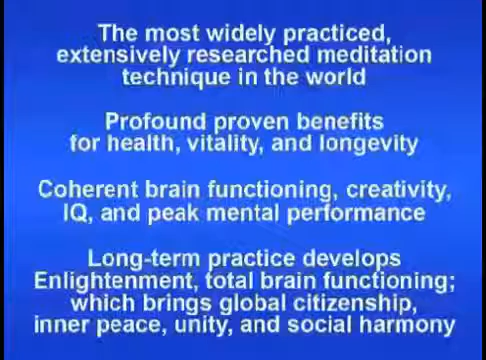 The most widely practiced,
extensively researched meditation
technique in the world
Profound proven benefits
for health, vitality, and longevity
Coherent brain functioning, creativity,
IQ, and peak mental performance
Long-term practice develops
Enlightenment, total brain functioning;
which brings global citizenship,
inner peace, unity, and social harmony